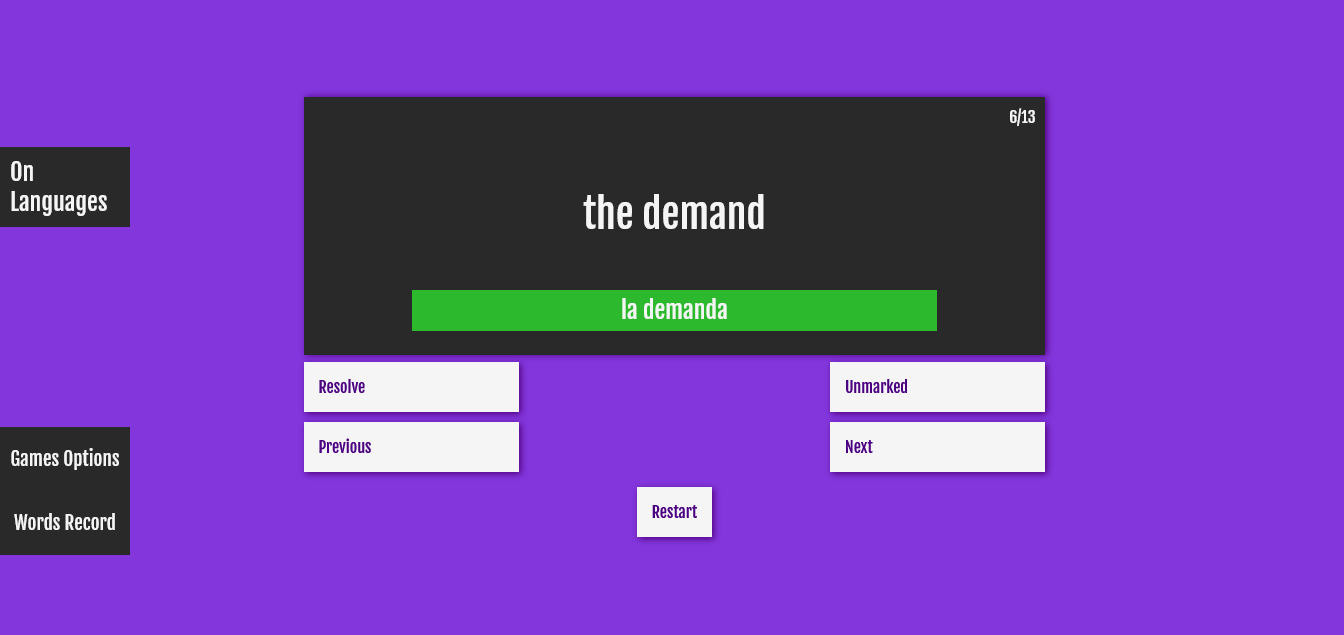 On
Languages
6/13
the demand
la demanda
Resolve
Unmarked
Previous
Next
Games Options
Restart
Words Record